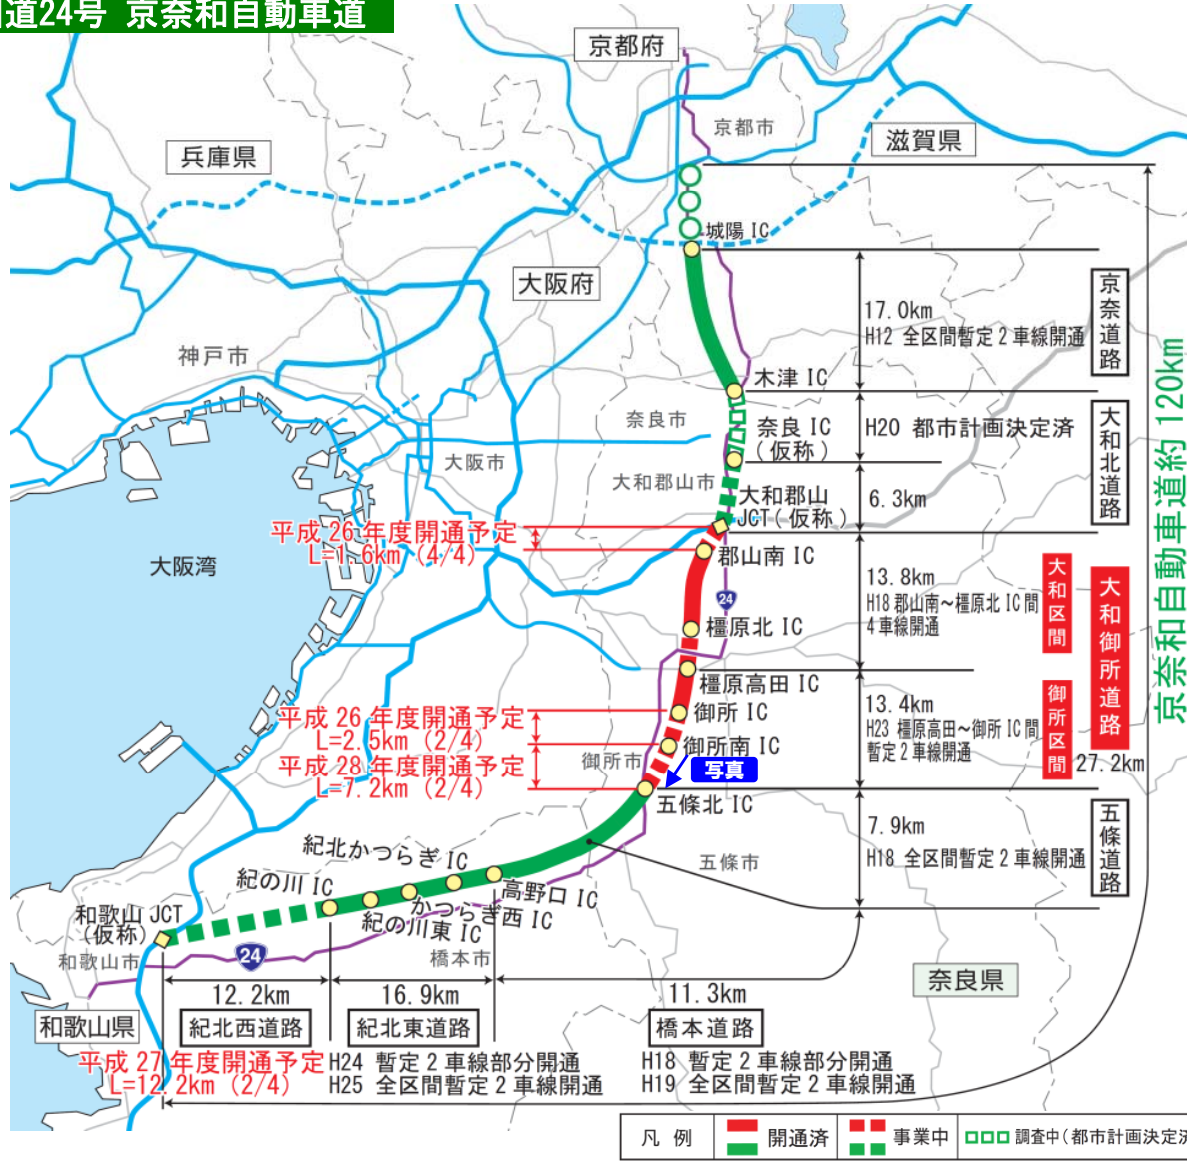 道24号 京奈和自動車道
京都府
京都市
滋賀県
兵庫県
城陽 IC
大阪府
京奈道路
17.0km
H12 全区間暫定２車線開通
神戸市
木津 IC
京奈和自動車道約 120km
奈良市
奈良 IC
(仮称)
H20 都市計画決定済
大和北道路
大阪市
大和郡山市
大和郡山
JCT(仮称)
6.3km
平成 26 年度開通予定
L=1.6km (4/4)
大阪湾
郡山南 IC
13.8km
H18 郡山南～橿原北 IC 間
４車線開通
大和区間
大和御所道路
24
橿原北 IC
橿原高田 IC
平成 26 年度開通予定
L=2.5km (2/4)
御所 IC
13.4km
H23 橿原高田～御所 IC 間
暫定２車線開通
御所区間
27.2km
御所南 IC
平成 28 年度開通予定
L=7.2km (2/4)
御所市
写真
五條北 IC
7.9km
H18 全区間暫定２車線開通
五條道路
五條市
紀北かつらぎ IC
紀の川 IC
高野口 IC
かつらぎ西 IC
紀の川東 IC
和歌山 JCT
(仮称)
24
和歌山市
橋本市
奈良県
12.2km
16.9km
11.3km
和歌山県
紀北西道路
紀北東道路
橋本道路
平成 27 年度開通予定
L=12.2km (2/4)
H24 暫定２車線部分開通
H25 全区間暫定２車線開通
H18 暫定２車線部分開通
H19 全区間暫定２車線開通
凡 例
開通済
事業中
調査中(都市計画決定済